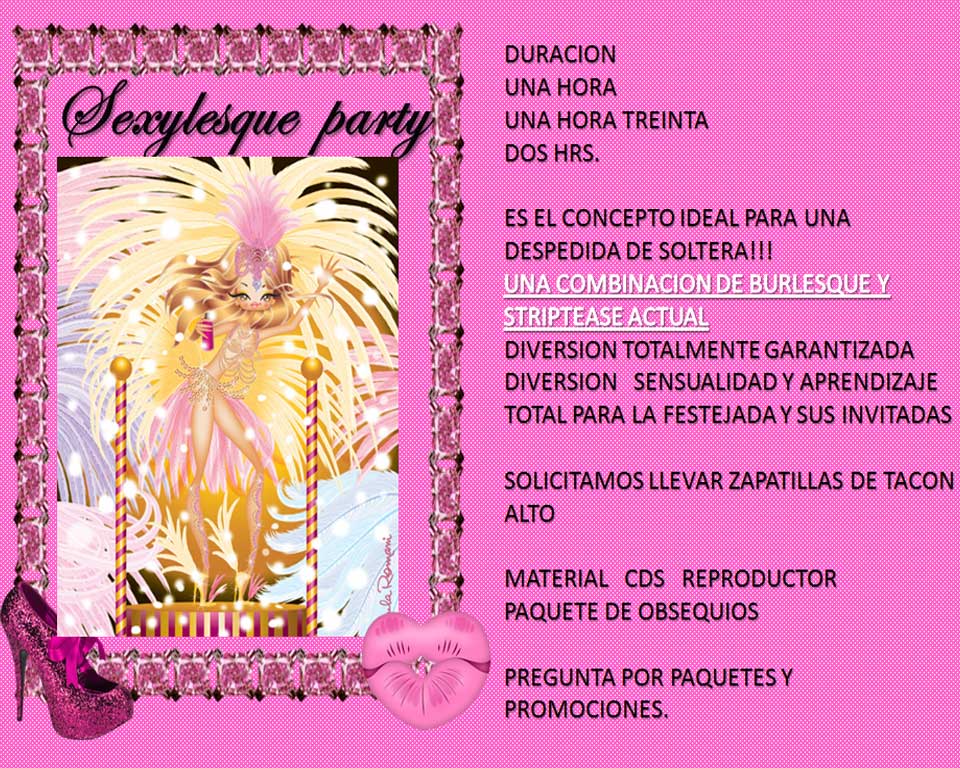 Sexylesque party
DURACION
UNA HORA
UNA HORA TREINTA
DOS HRS.
ES EL CONCEPTO IDEAL PARA UNA
DESPEDIDA DE SOLTERA!!!
UNA COMBINACION DE BURLESQUE Y
STRIPTEASE ACTUAL
DIVERSION TOTALMENTE GARANTIZADA
DIVERSION SENSUALIDAD Y APRENDIZAJE
TOTAL PARA LA FESTEJADA Y SUS INVITADAS
SOLICITAMOS LLEVAR ZAPATILLAS DE TACON
ALTO
MATERIAL CDS REPRODUCTOR
PAQUETE DE OBSEQUIOS
PREGUNTA POR PAQUETES Y
PROMOCIONES.